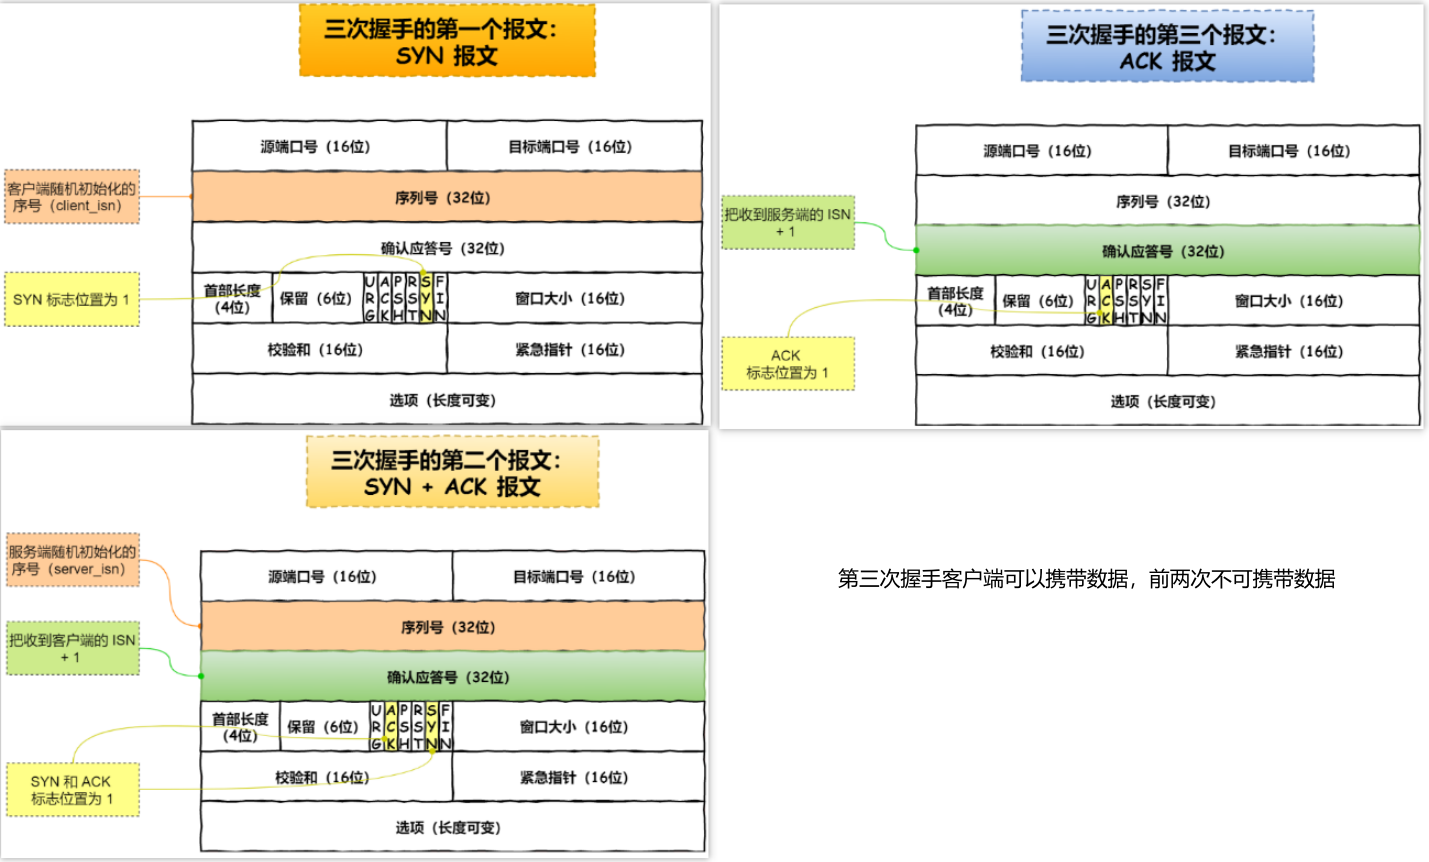 三次握手的第一个报文：
SYN 报文
源端口号（16位）
目标端口号（16位）
客户端随机初始化的
序号（client_isn）
序列号（32位）
确认应答号（32位）
SYN 标志位置为 1
首部长度
（4位）
保留（6位）
URG
ACK
PSH
RST
SYN
FIN
窗口大小（16位）
校验和（16位）
紧急指针（16位）
选项（长度可变）
三次握手的第三个报文：
ACK 报文
源端口号（16位）
目标端口号（16位）
序列号（32位）
把收到服务端的 ISN
+ 1
确认应答号（32位）
首部长度
（4位）
保留（6位）
URG
ACK
PSH
RST
SYN
FIN
窗口大小（16位）
ACK
标志位置为 1
校验和（16位）
紧急指针（16位）
选项（长度可变）
三次握手的第二个报文：
SYN + ACK 报文
服务端随机初始化的
序号（server_isn）
源端口号（16位）
目标端口号（16位）
序列号（32位）
把收到客户端的 ISN
+ 1
确认应答号（32位）
首部长度
（4位）
保留（6位）
URG
ACK
PSH
RST
SYN
FIN
窗口大小（16位）
SYN 和 ACK
标志位置为 1
校验和（16位）
紧急指针（16位）
选项（长度可变）
第三次握手客户端可以携带数据，前两次不可携带数据